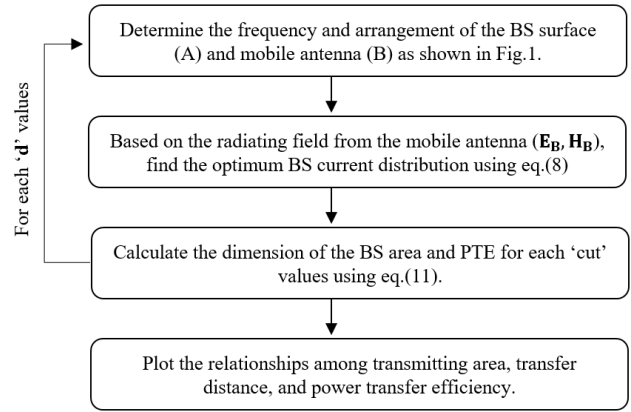 Determine the frequency and arrangement of the BS surface
(A) and mobile antenna (B) as shown in Fig.1.
For each ‘d’ values
Based on the radiating field from the mobile antenna (E_B, H_B),
find the optimum BS current distribution using eq.(8)
Calculate the dimension of the BS area and PTE for each ‘cut’
values using eq.(11).
Plot the relationships among transmitting area, transfer
distance, and power transfer efficiency.